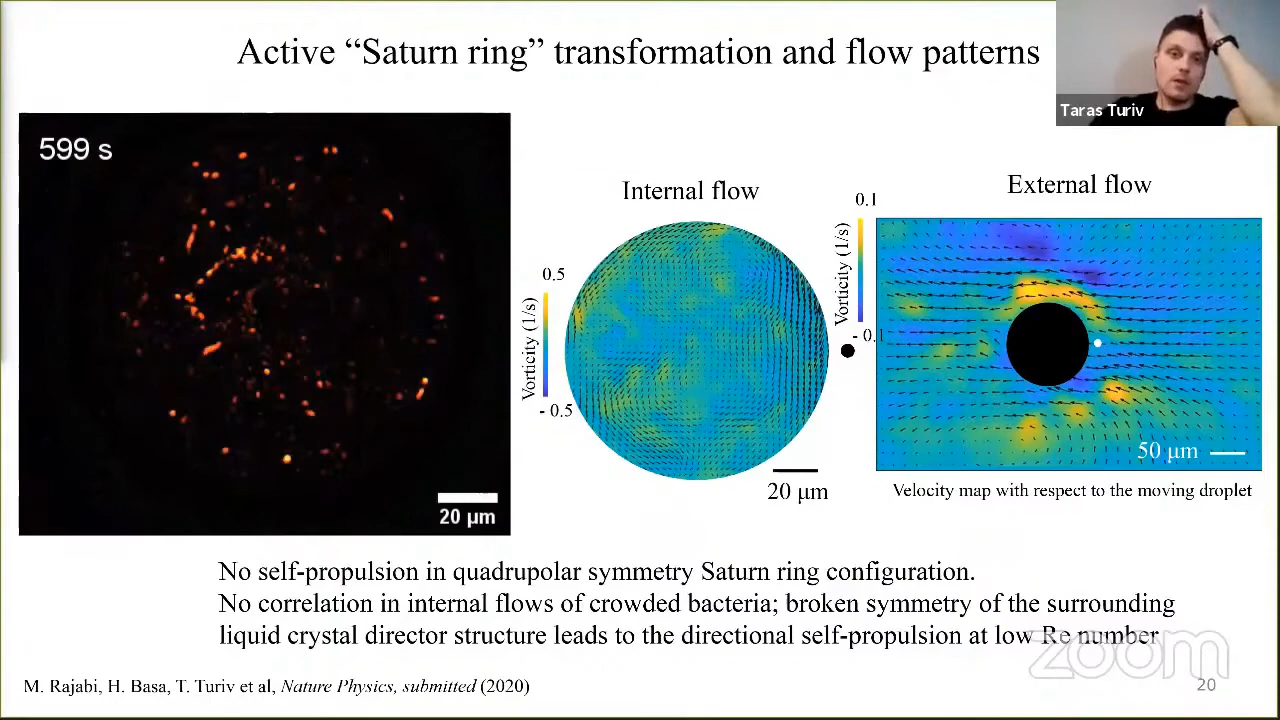 Active “Saturn ring” transformation and flow patterns
Taras Turiv
599 s
20 μm
Internal flow
0.5
Vorticity (1/s)
- 0.5
20 μm
External flow
0.1
Vorticity (1/s)
- 0.1
50 μm
Velocity map with respect to the moving droplet
No self-propulsion in quadrupolar symmetry Saturn ring configuration.
No correlation in internal flows of crowded bacteria; broken symmetry of the surrounding
liquid crystal director structure leads to the directional self-propulsion at low Re number
zoom
M. Rajabi, H. Basa, T. Turiv et al, Nature Physics, submitted (2020)
20